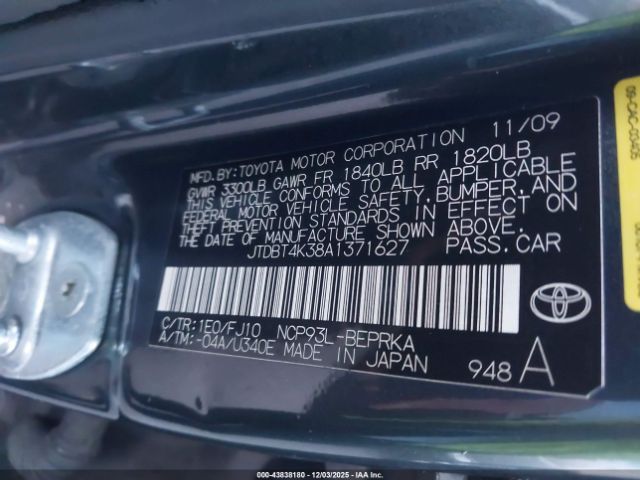 MFD. BY: TOYOTA MOTOR CORPORATION 11/09
GVWR 3300LB GAWR FR 1840LB RR 1820LB
THIS VEHICLE CONFORMS TO ALL APPLICABLE
FEDERAL MOTOR VEHICLE SAFETY, BUMPER, AND
THEFT PREVENTION STANDARDS IN EFFECT ON
THE DATE OF MANUFACTURE SHOWN ABOVE.
JTDBT4K38A1371627 PASS. CAR
C/TR: 1E0/FJ10 NCP93L-BEPRKA
A/TM: -04A/U340E MADE IN JAPAN
TOYOTA
948 A
IAA 000-43838180 | 12/03/2025 | IAAI.COM